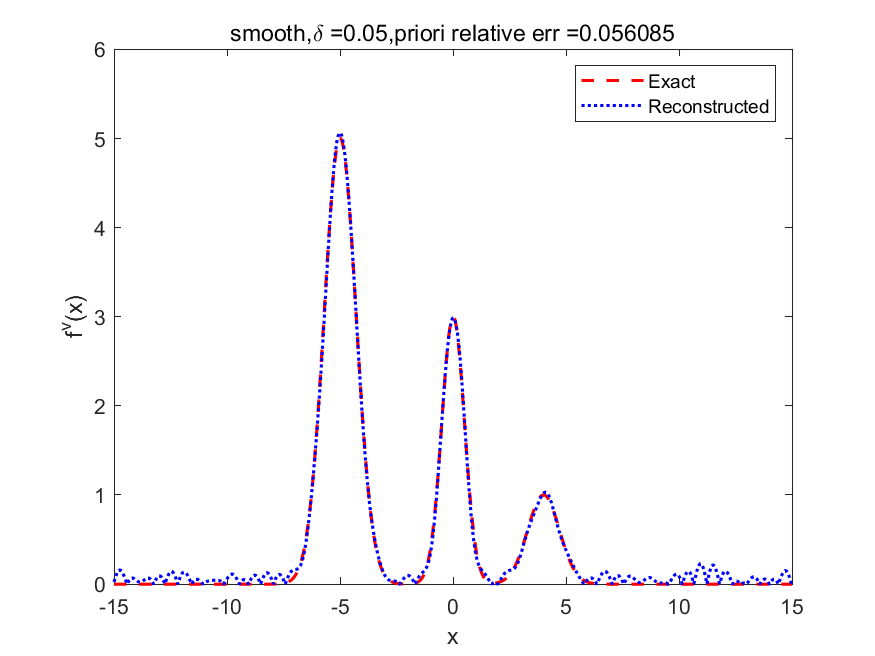 smooth,δ =0.05,priori relative err =0.056085
6
5
4
3
2
1
0
fᵛ(x)
Exact
Reconstructed
-15 -10 -5 0 5 10 15
x